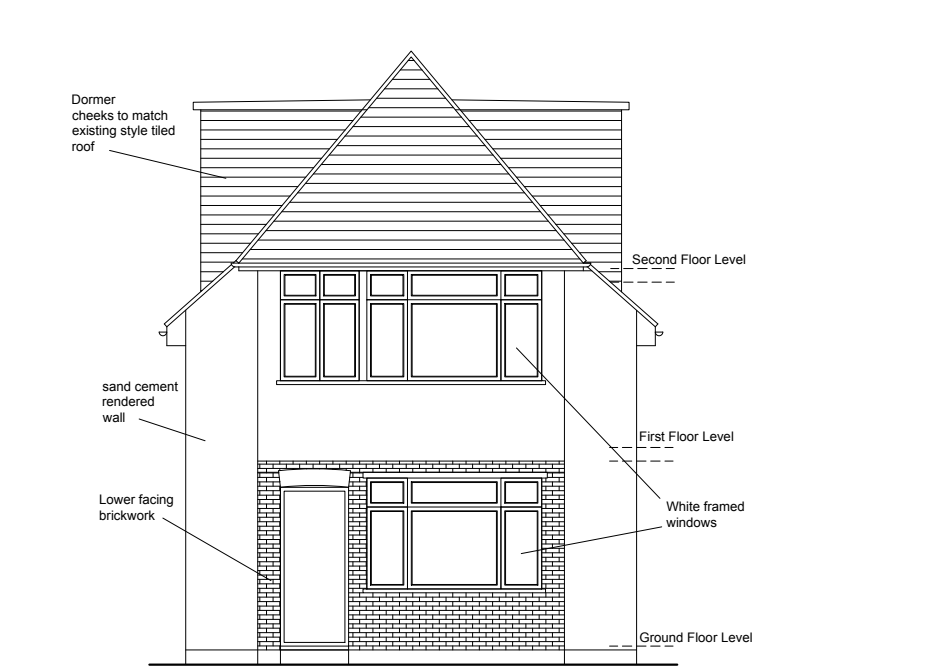 Dormer
cheeks to match
existing style tiled
roof
Second Floor Level
sand cement
rendered
wall
First Floor Level
Lower facing
brickwork
White framed
windows
Ground Floor Level